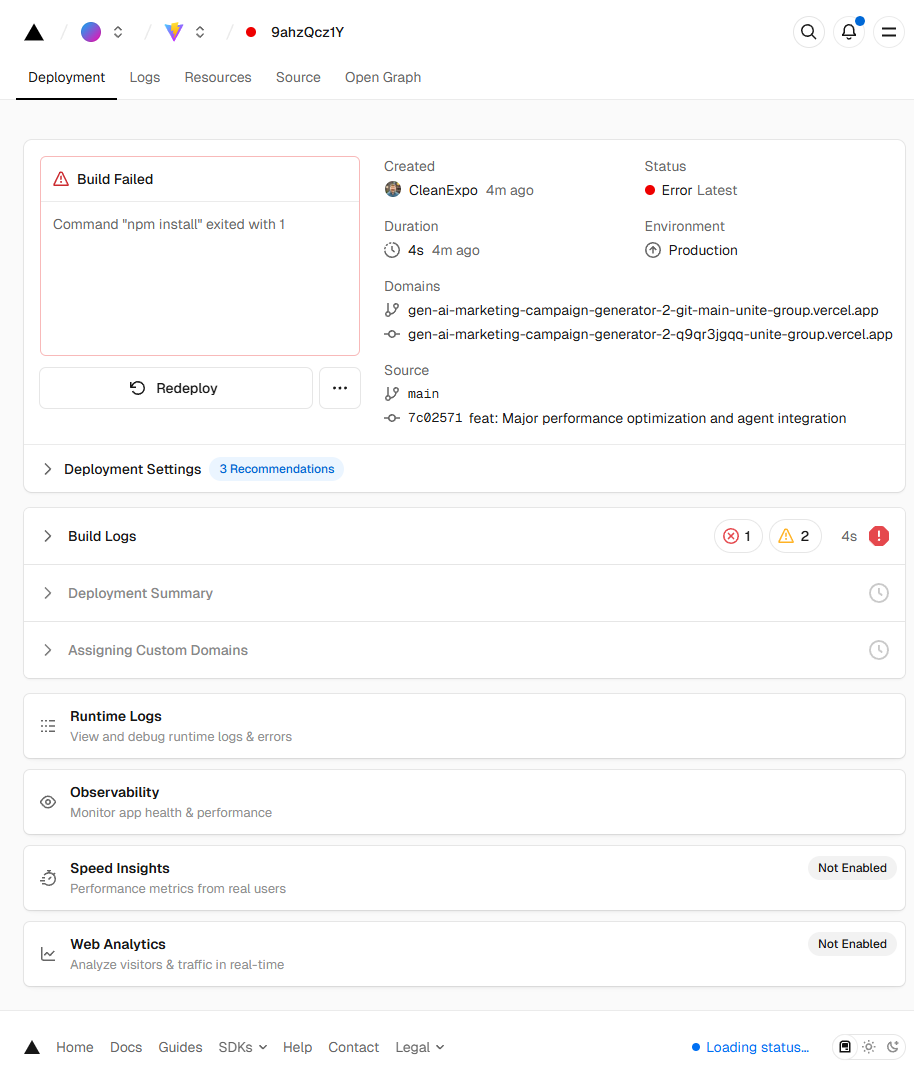 9ahzQcz1Y
Deployment Logs Resources Source Open Graph
Build Failed
Command "npm install" exited with 1
Redeploy
Created
CleanExpo 4m ago
Status
Error Latest
Duration
4s 4m ago
Environment
Production
Domains
gen-ai-marketing-campaign-generator-2-git-main-unite-group.vercel.app
gen-ai-marketing-campaign-generator-2-q9qr3jgqq-unite-group.vercel.app
Source
main
7c02571 feat: Major performance optimization and agent integration
Deployment Settings 3 Recommendations
Build Logs 1 2 4s
Deployment Summary
Assigning Custom Domains
Runtime Logs
View and debug runtime logs & errors
Observability
Monitor app health & performance
Speed Insights Not Enabled
Performance metrics from real users
Web Analytics Not Enabled
Analyze visitors & traffic in real-time
Home Docs Guides SDKs Help Contact Legal Loading status...